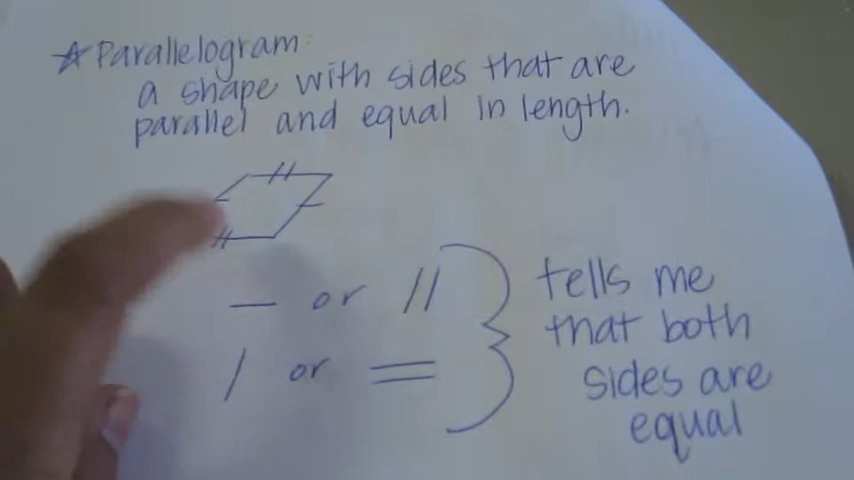 ☆ Parallelogram:
a shape with sides that are
parallel and equal in length.
— or //
/ or =
tells me
that both
sides are
equal